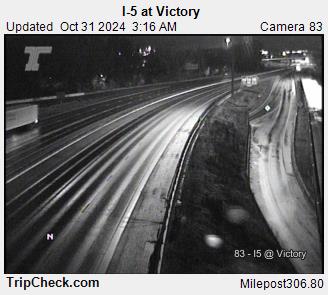 I-5 at Victory
Updated Oct 31 2024 3:16 AM Camera 83
T
N
83 - I5 @ Victory
TripCheck.com Milepost306.80